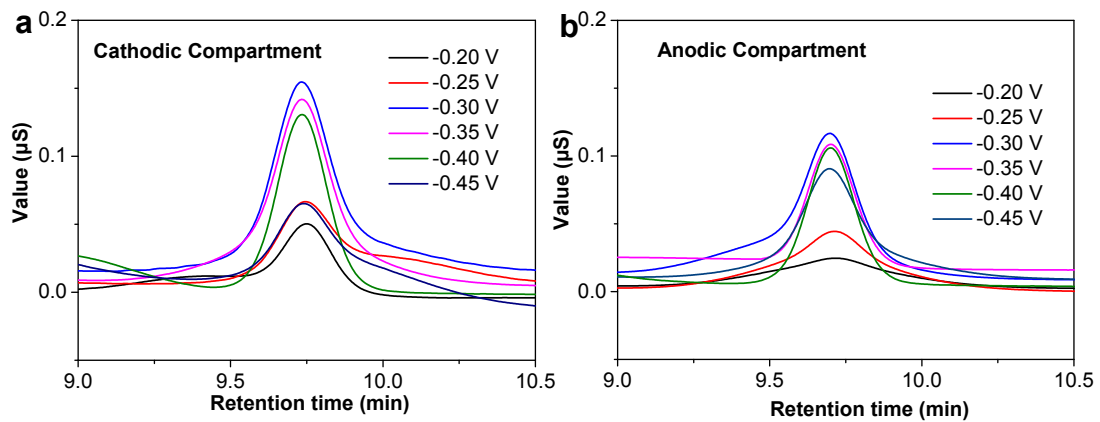 a
Cathodic Compartment
-0.20 V
-0.25 V
-0.30 V
-0.35 V
-0.40 V
-0.45 V
0.2
0.1
0.0
Value (µS)
9.0 9.5 10.0 10.5
Retention time (min)
b
Anodic Compartment
-0.20 V
-0.25 V
-0.30 V
-0.35 V
-0.40 V
-0.45 V
0.2
0.1
0.0
Value (µS)
9.0 9.5 10.0 10.5
Retention time (min)